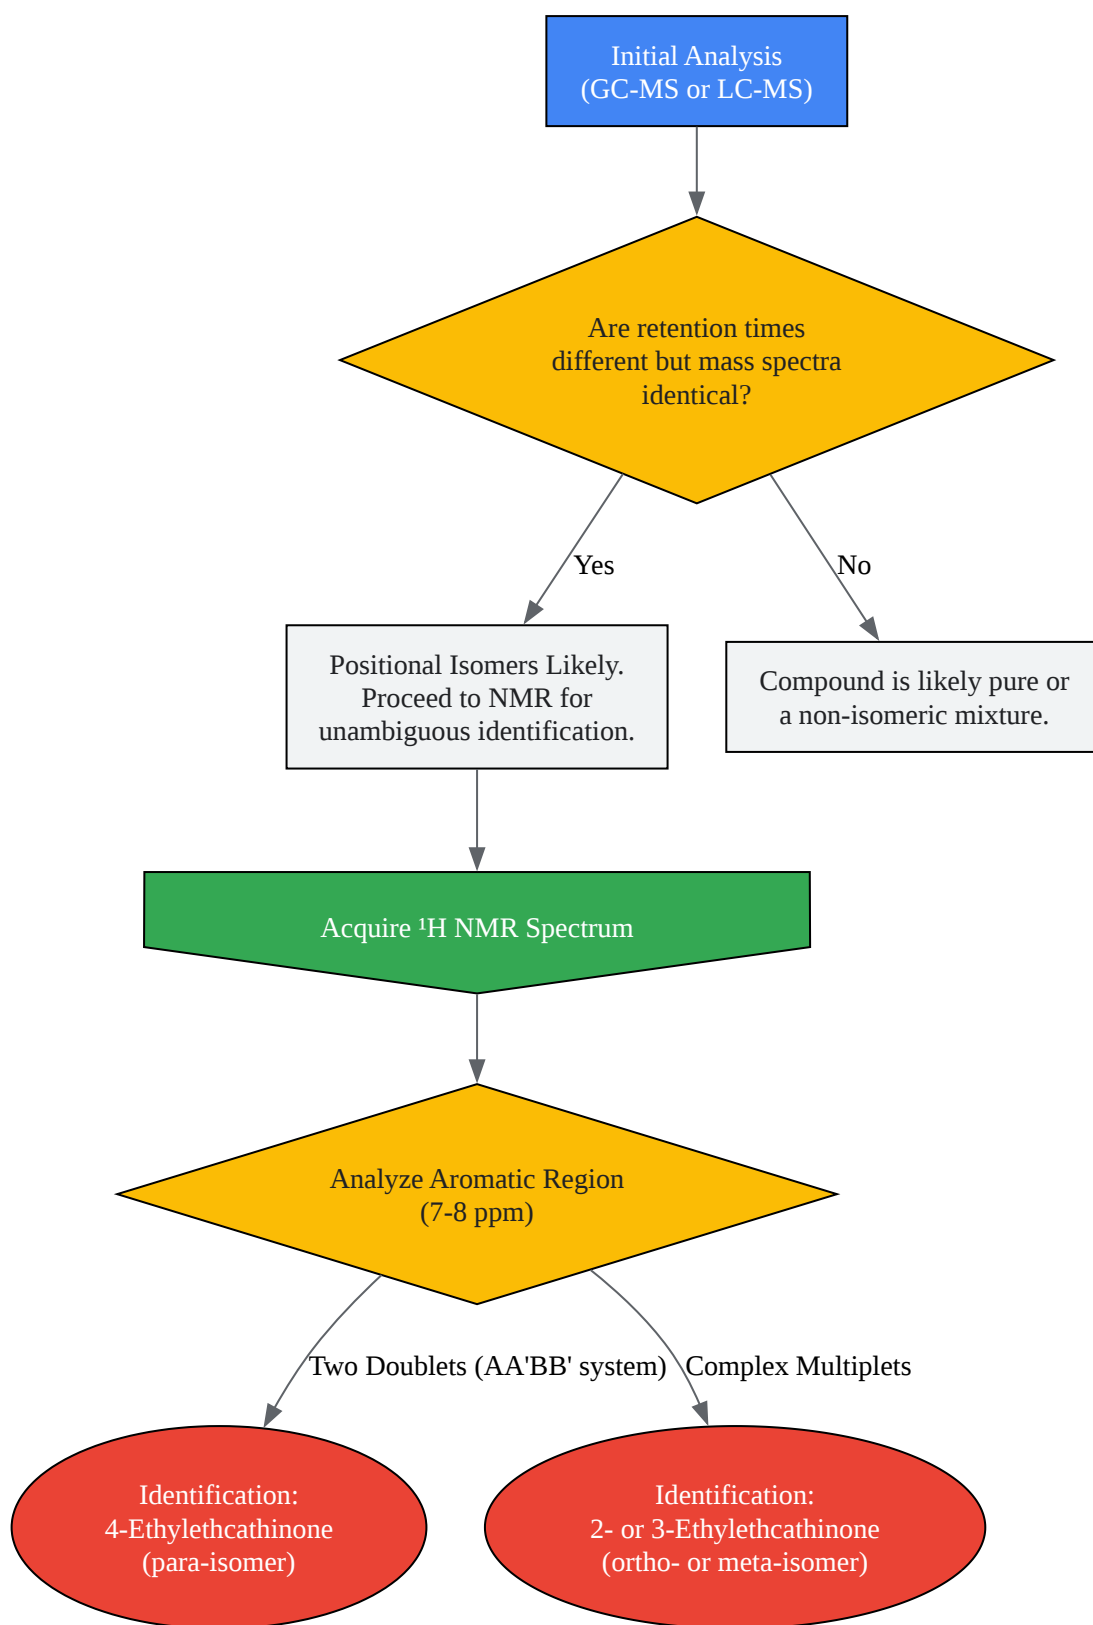 Initial Analysis
(GC-MS or LC-MS)
Are retention times
different but mass spectra
identical?
Yes
No
Positional Isomers Likely.
Proceed to NMR for
unambiguous identification.
Compound is likely pure or
a non-isomeric mixture.
Acquire ¹H NMR Spectrum
Analyze Aromatic Region
(7-8 ppm)
Two Doublets (AA'BB' system)
Complex Multiplets
Identification:
4-Ethylethcathinone
(para-isomer)
Identification:
2- or 3-Ethylethcathinone
(ortho- or meta-isomer)